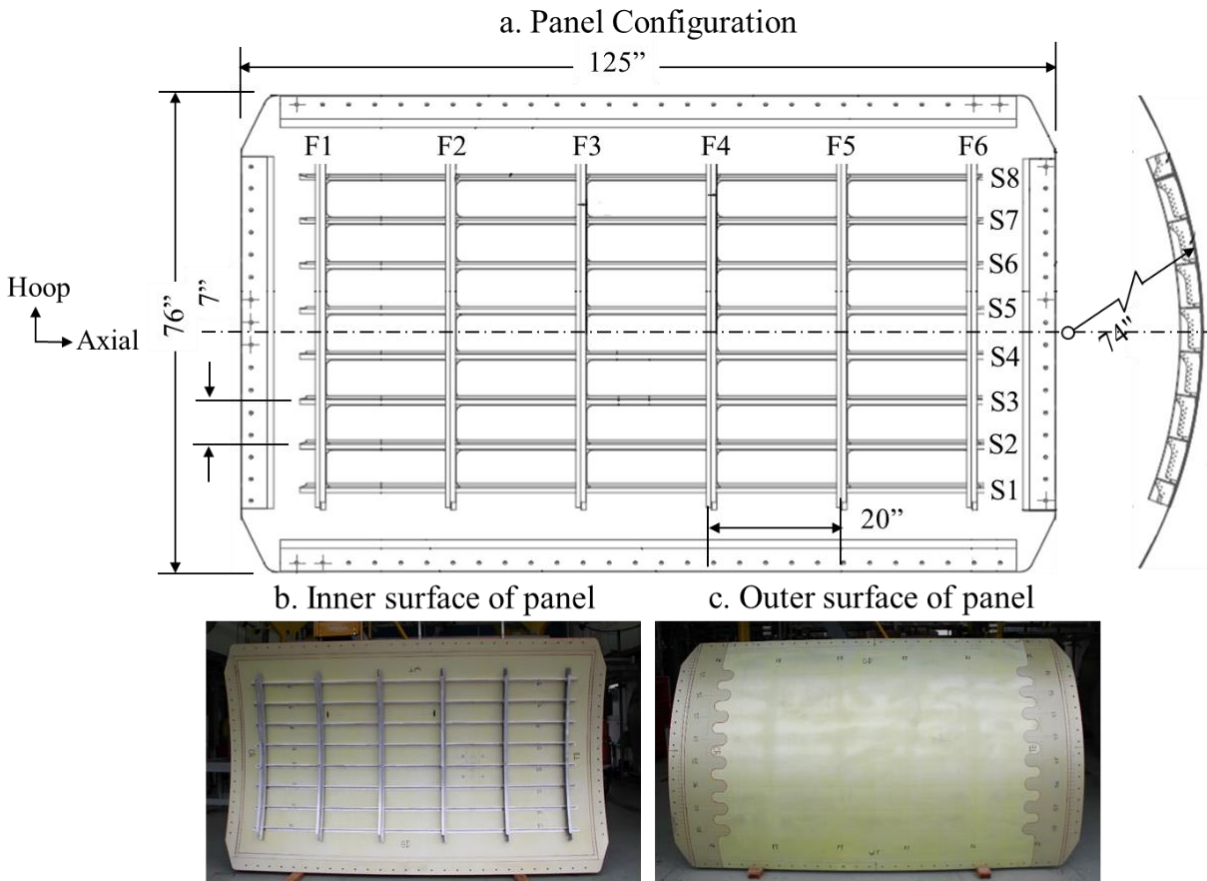 a. Panel Configuration
125”
F1 F2 F3 F4 F5 F6
S8
S7
S6
S5
S4
S3
S2
S1
Hoop
Axial
76”
7”
74”
20”
b. Inner surface of panel
c. Outer surface of panel